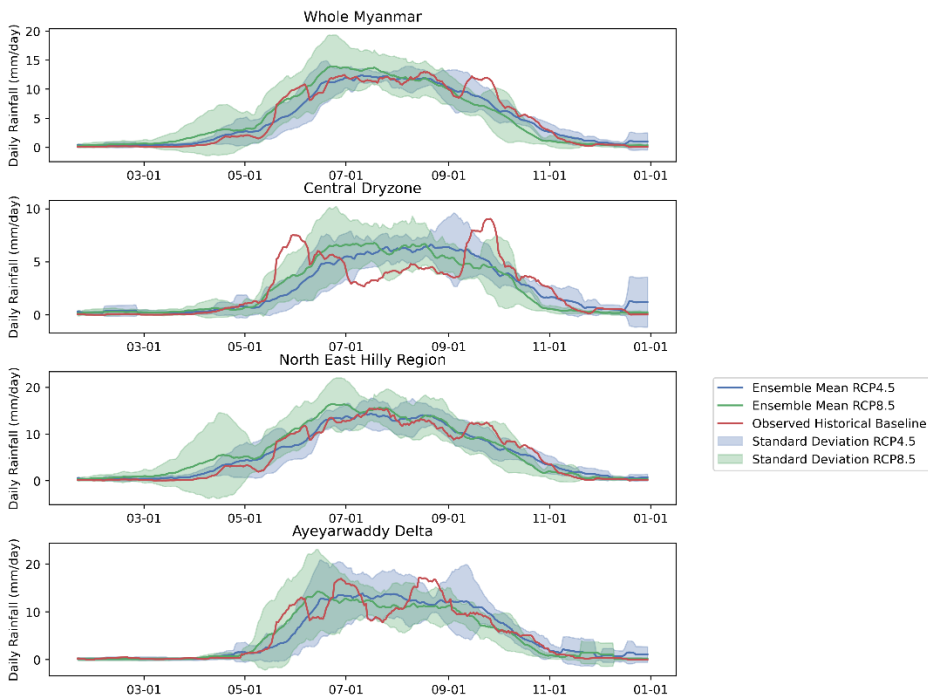 Whole Myanmar
20
15
10
5
0
Daily Rainfall (mm/day)
03-01 05-01 07-01 09-01 11-01 01-01
Central Dryzone
10
5
0
Daily Rainfall (mm/day)
03-01 05-01 07-01 09-01 11-01 01-01
North East Hilly Region
20
10
0
Daily Rainfall (mm/day)
03-01 05-01 07-01 09-01 11-01 01-01
Ayeyarwaddy Delta
20
10
0
Daily Rainfall (mm/day)
03-01 05-01 07-01 09-01 11-01 01-01
Ensemble Mean RCP4.5
Ensemble Mean RCP8.5
Observed Historical Baseline
Standard Deviation RCP4.5
Standard Deviation RCP8.5